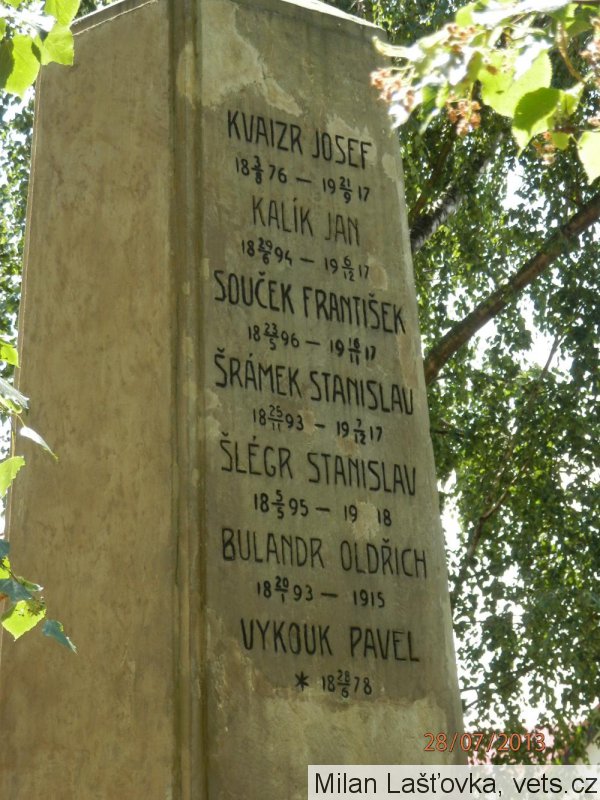 KVAIZR JOSEF
18 3/8 76 – 19 21/9 17
KALÍK JAN
18 29/6 94 – 19 6/12 17
SOUČEK FRANTIŠEK
18 23/5 96 – 19 16/11 17
ŠRÁMEK STANISLAV
18 25/11 93 – 19 7/12 17
ŠLÉGR STANISLAV
18 5/5 95 – 19 18
BULANDR OLDŘICH
18 20/1 93 – 1915
VYKOUK PAVEL
* 18 28/6 78
28/07/2013
Milan Lašťovka, vets.cz